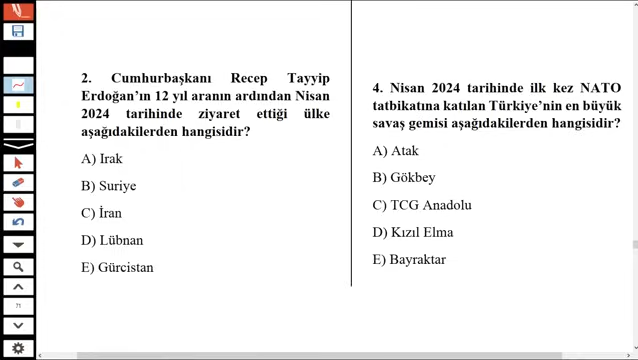 2. Cumhurbaşkanı Recep Tayyip
Erdoğan’ın 12 yıl aranın ardından Nisan
2024 tarihinde ziyaret ettiği ülke
aşağıdakilerden hangisidir?
A) Irak
B) Suriye
C) İran
D) Lübnan
E) Gürcistan
4. Nisan 2024 tarihinde ilk kez NATO
tatbikatına katılan Türkiye’nin en büyük
savaş gemisi aşağıdakilerden hangisidir?
A) Atak
B) Gökbey
C) TCG Anadolu
D) Kızıl Elma
E) Bayraktar